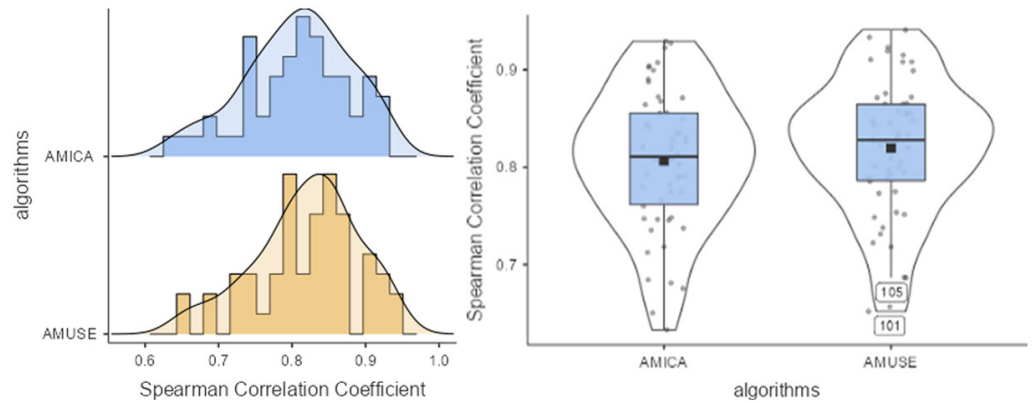 algorithms
AMICA
AMUSE
0.6 0.7 0.8 0.9 1.0
Spearman Correlation Coefficient
Spearman Correlation Coefficient
0.9
0.8
0.7
105
101
AMICA AMUSE
algorithms